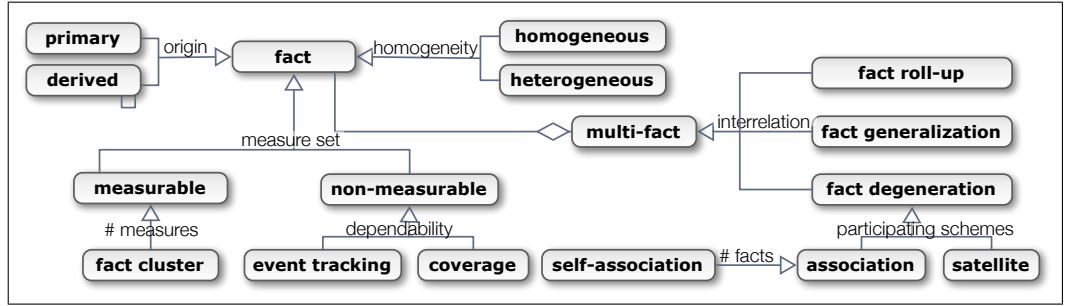 primary
origin
derived
fact
homogeneity
homogeneous
heterogeneous
fact roll-up
multi-fact
interrelation
fact generalization
measure set
measurable
non-measurable
fact degeneration
# measures
dependability
participating schemes
fact cluster
event tracking
coverage
self-association
# facts
association
satellite